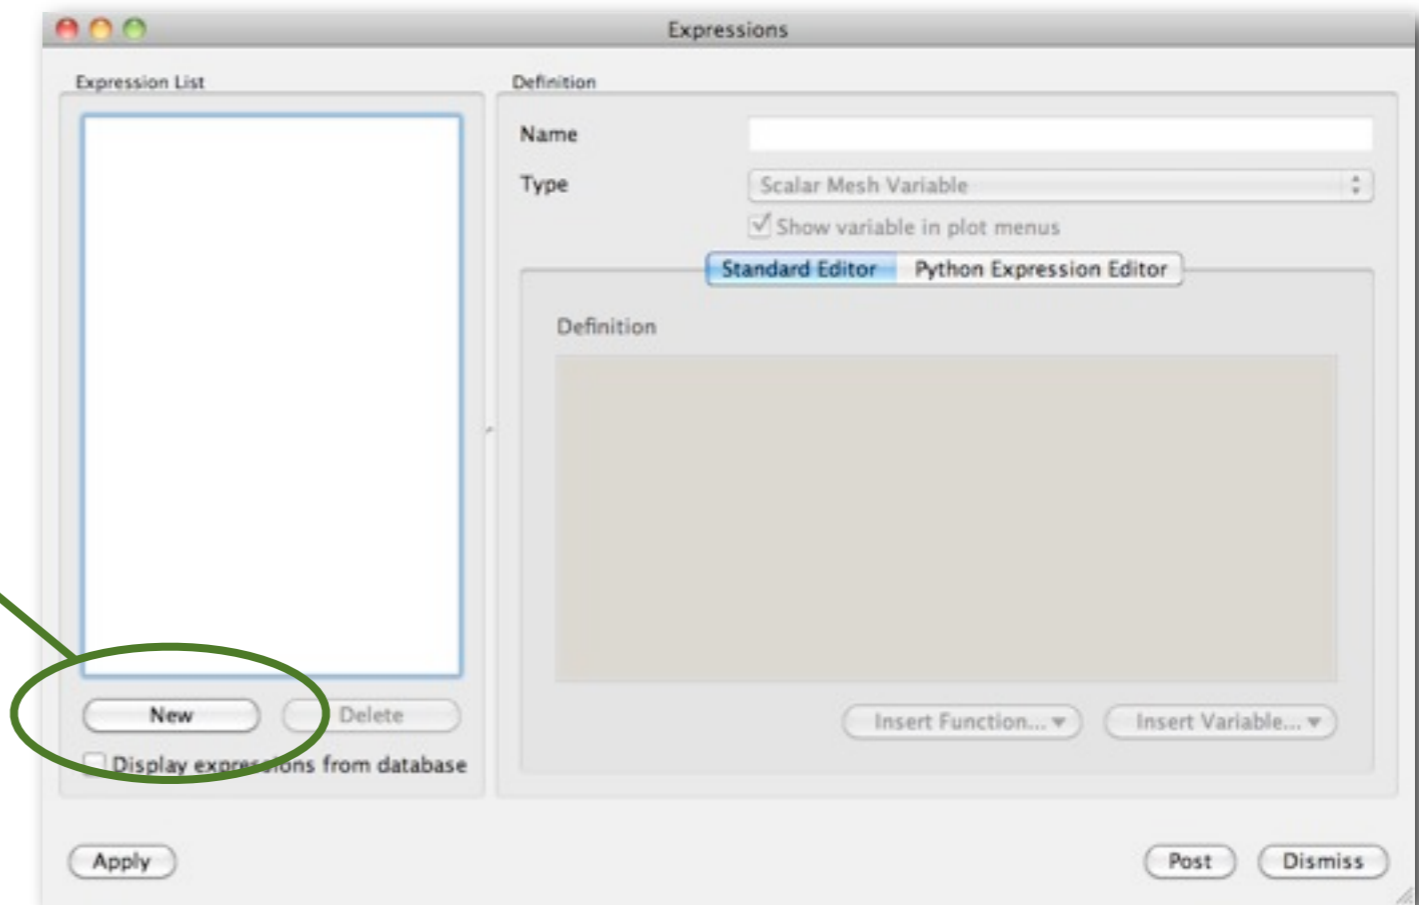 Expressions
Expression List
New
Delete
Display expressions from database
Definition
Name
Type
Scalar Mesh Variable
Show variable in plot menus
Standard Editor
Python Expression Editor
Definition
Insert Function...
Insert Variable...
Apply
Post
Dismiss